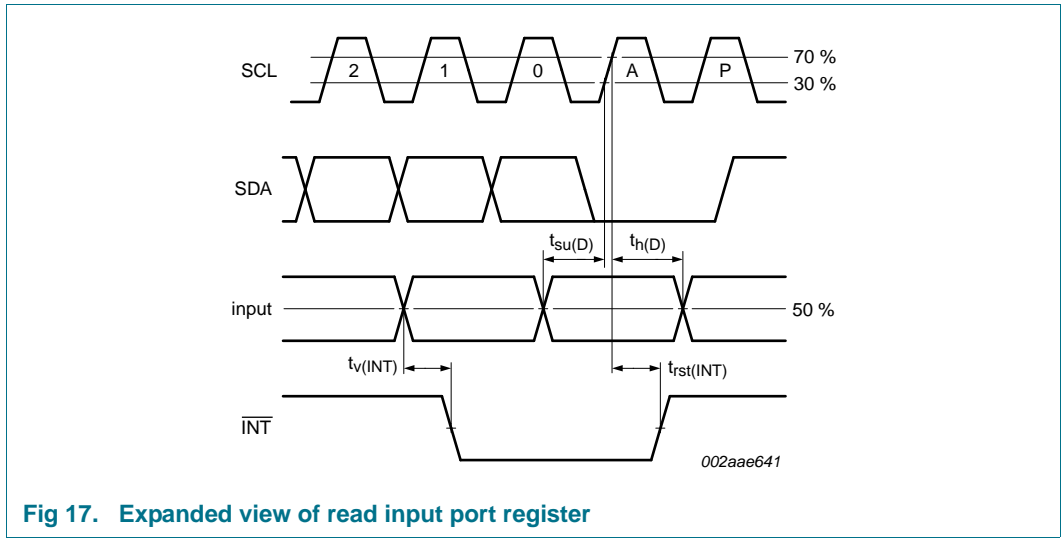 SCL 2 1 0 A P 70 %
30 %
SDA
tsu(D) th(D)
input 50 %
tv(INT) trst(INT)
INT
002aae641
Fig 17. Expanded view of read input port register